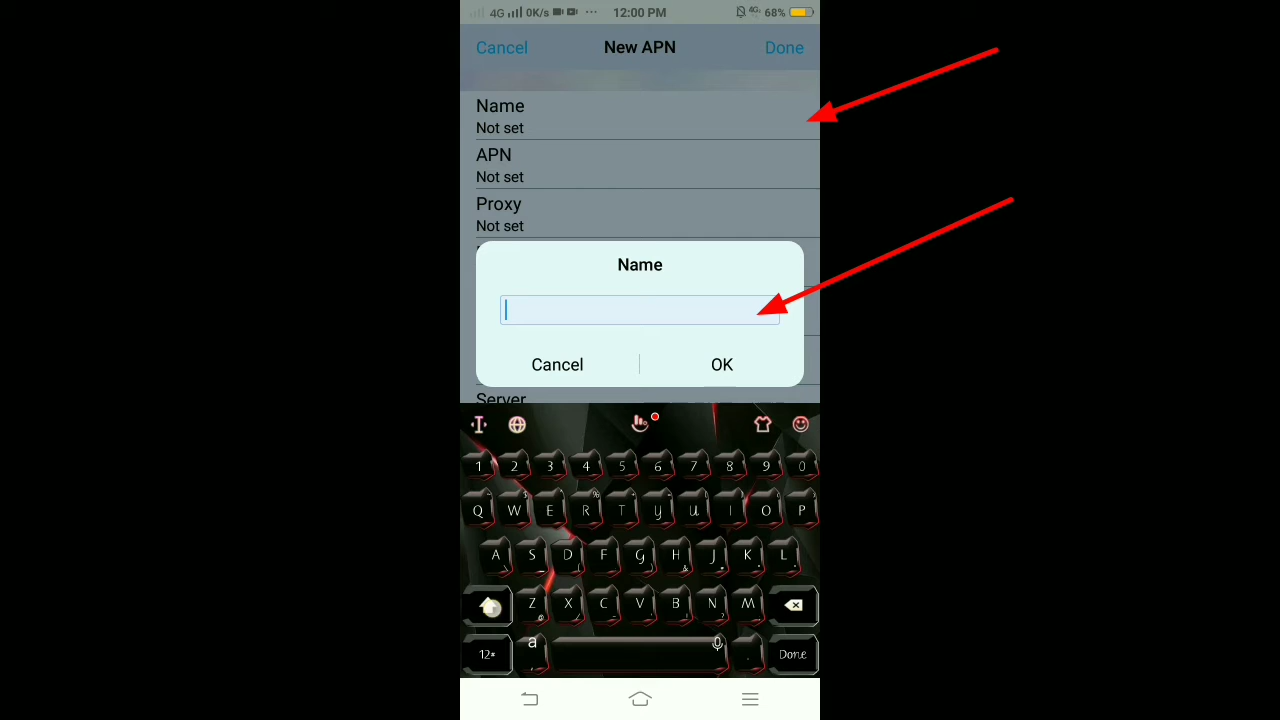 4G 0K/s ... 12:00 PM 4G 68%
Cancel New APN Done
Name
Not set
APN
Not set
Proxy
Not set
Name
Cancel OK
Server
1 2 3 4 5 6 7 8 9 0
Q W E R T Y U I O P
A S D F G H J K L
Z X C V B N M
12* a . Done